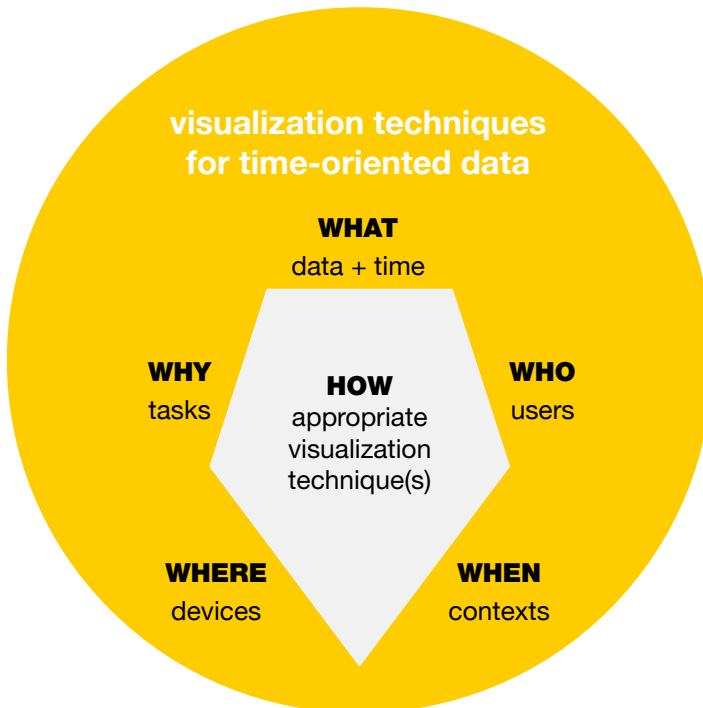 visualization techniques
for time-oriented data
WHAT
data + time
WHY
tasks
HOW
appropriate
visualization
technique(s)
WHO
users
WHERE
devices
WHEN
contexts